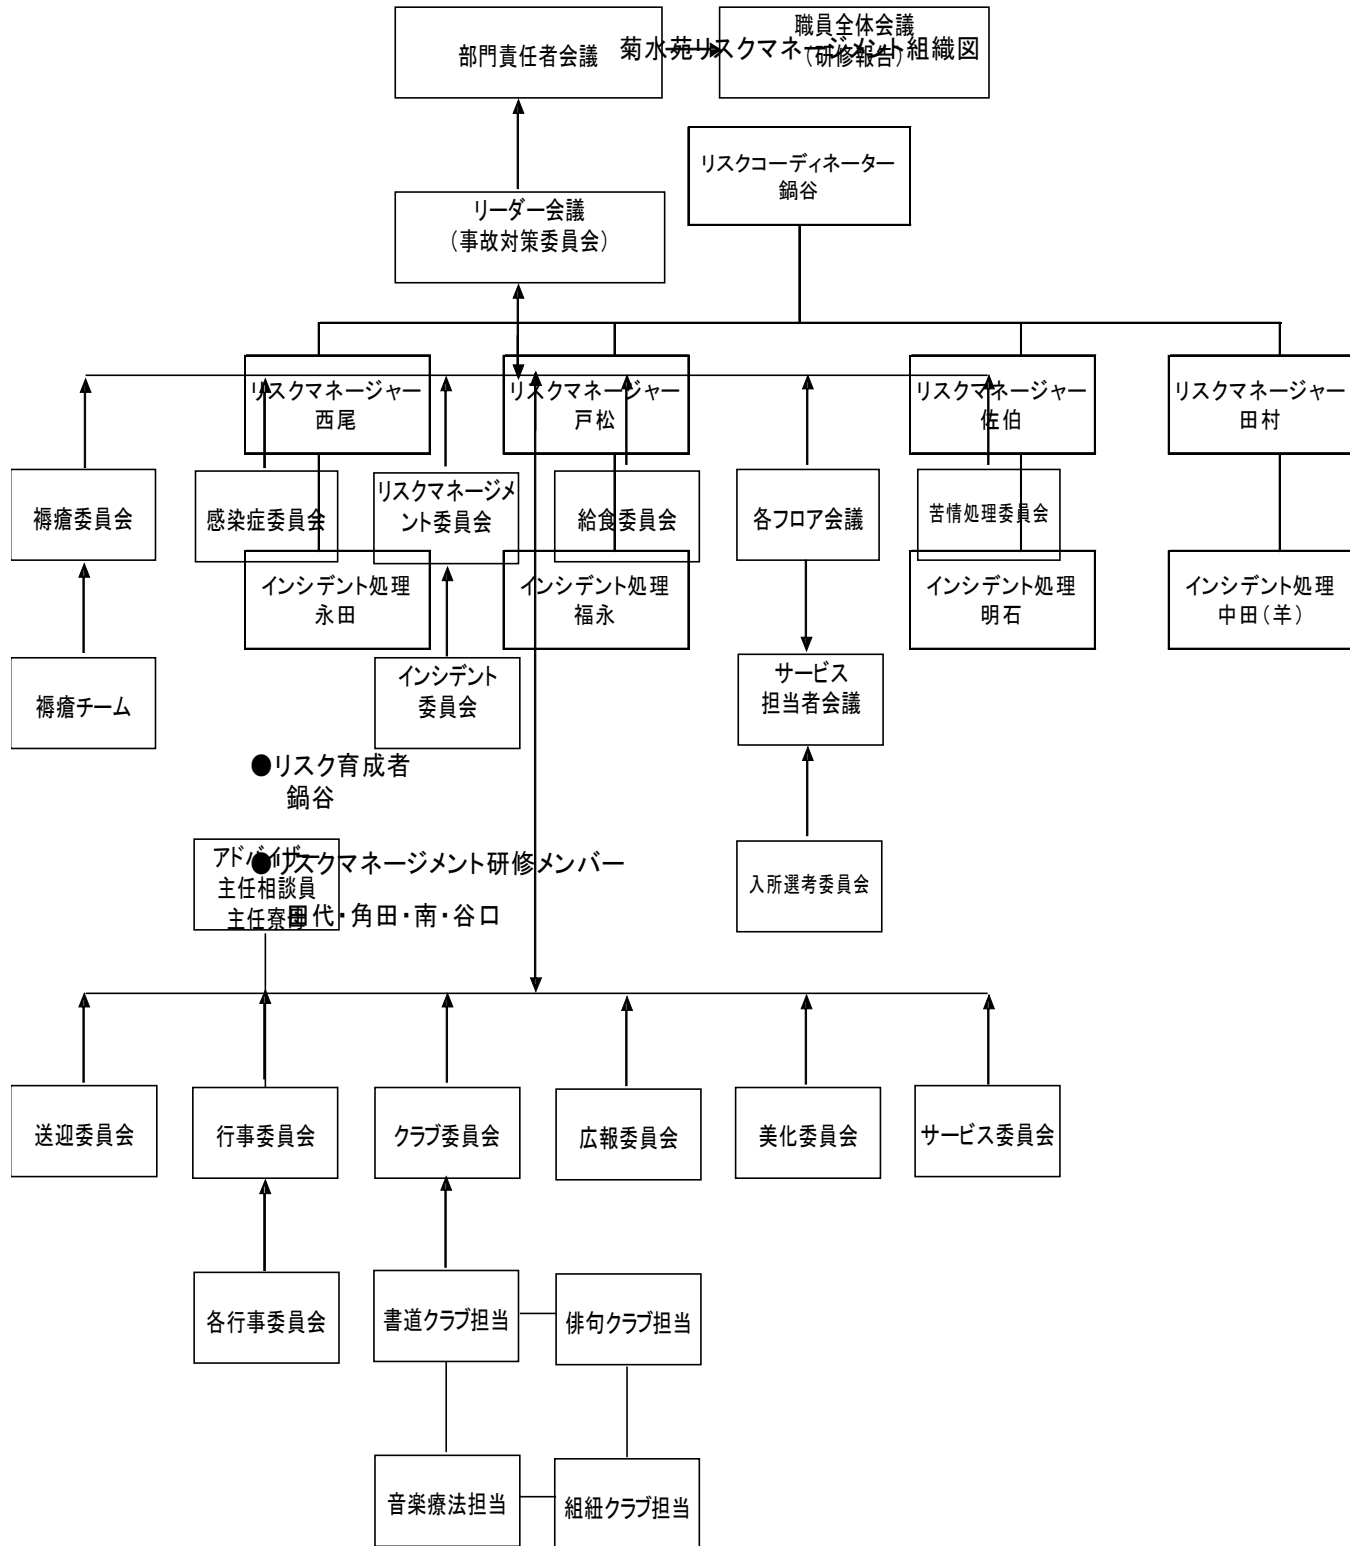 菊水苑リスクマネージメント組織図
部門責任者会議
職員全体会議
（研修報告）
リスクコーディネーター
鍋谷
リーダー会議
（事故対策委員会）
リスクマネージャー
西尾
リスクマネージャー
戸松
リスクマネージャー
佐伯
リスクマネージャー
田村
褥瘡委員会
感染症委員会
リスクマネージメ
ント委員会
給食委員会
各フロア会議
苦情処理委員会
インシデント処理
永田
インシデント処理
福永
インシデント処理
明石
インシデント処理
中田（羊）
褥瘡チーム
インシデント
委員会
サービス
担当者会議
●リスク育成者
鍋谷
アドバイザー
主任相談員
主任寮母
●リスクマネージメント研修メンバー
田代・角田・南・谷口
入所選考委員会
送迎委員会
行事委員会
クラブ委員会
広報委員会
美化委員会
サービス委員会
各行事委員会
書道クラブ担当
俳句クラブ担当
音楽療法担当
組紐クラブ担当